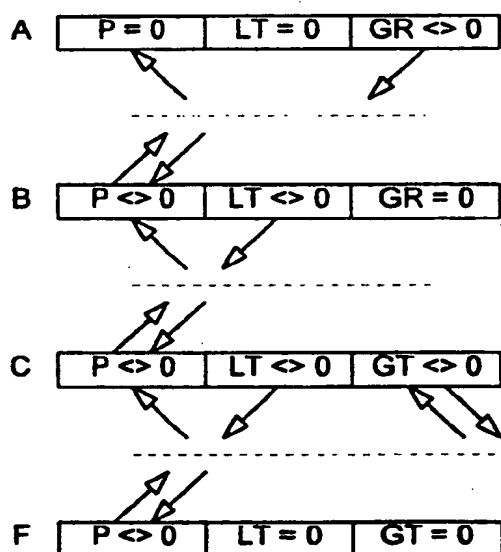 A P = 0 LT = 0 GR <> 0
B P <> 0 LT <> 0 GR = 0
C P <> 0 LT <> 0 GT <> 0
F P <> 0 LT = 0 GT = 0